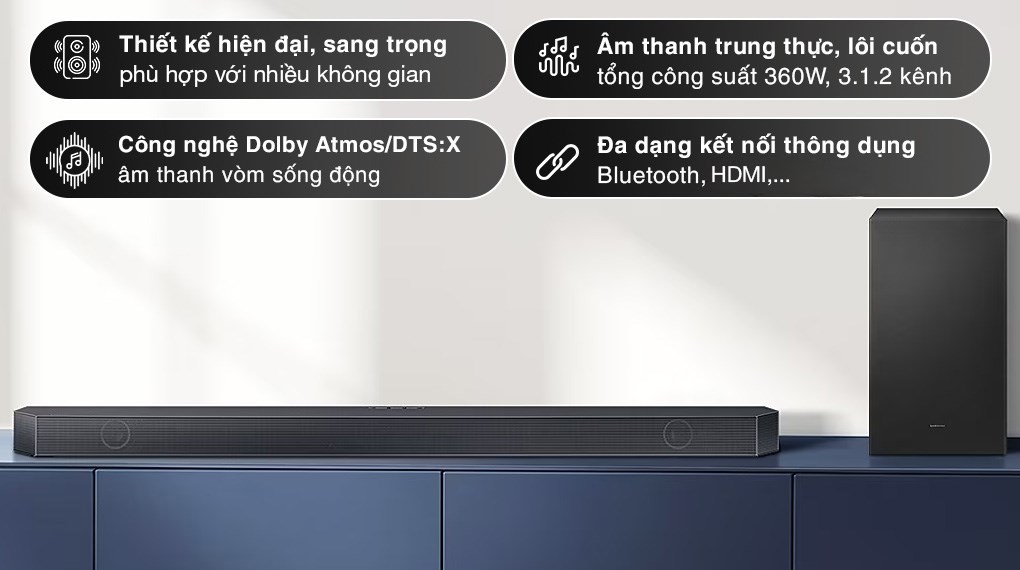 Thiết kế hiện đại, sang trọng
phù hợp với nhiều không gian
Âm thanh trung thực, lôi cuốn
tổng công suất 360W, 3.1.2 kênh
Công nghệ Dolby Atmos/DTS:X
âm thanh vòm sống động
Đa dạng kết nối thông dụng
Bluetooth, HDMI,...